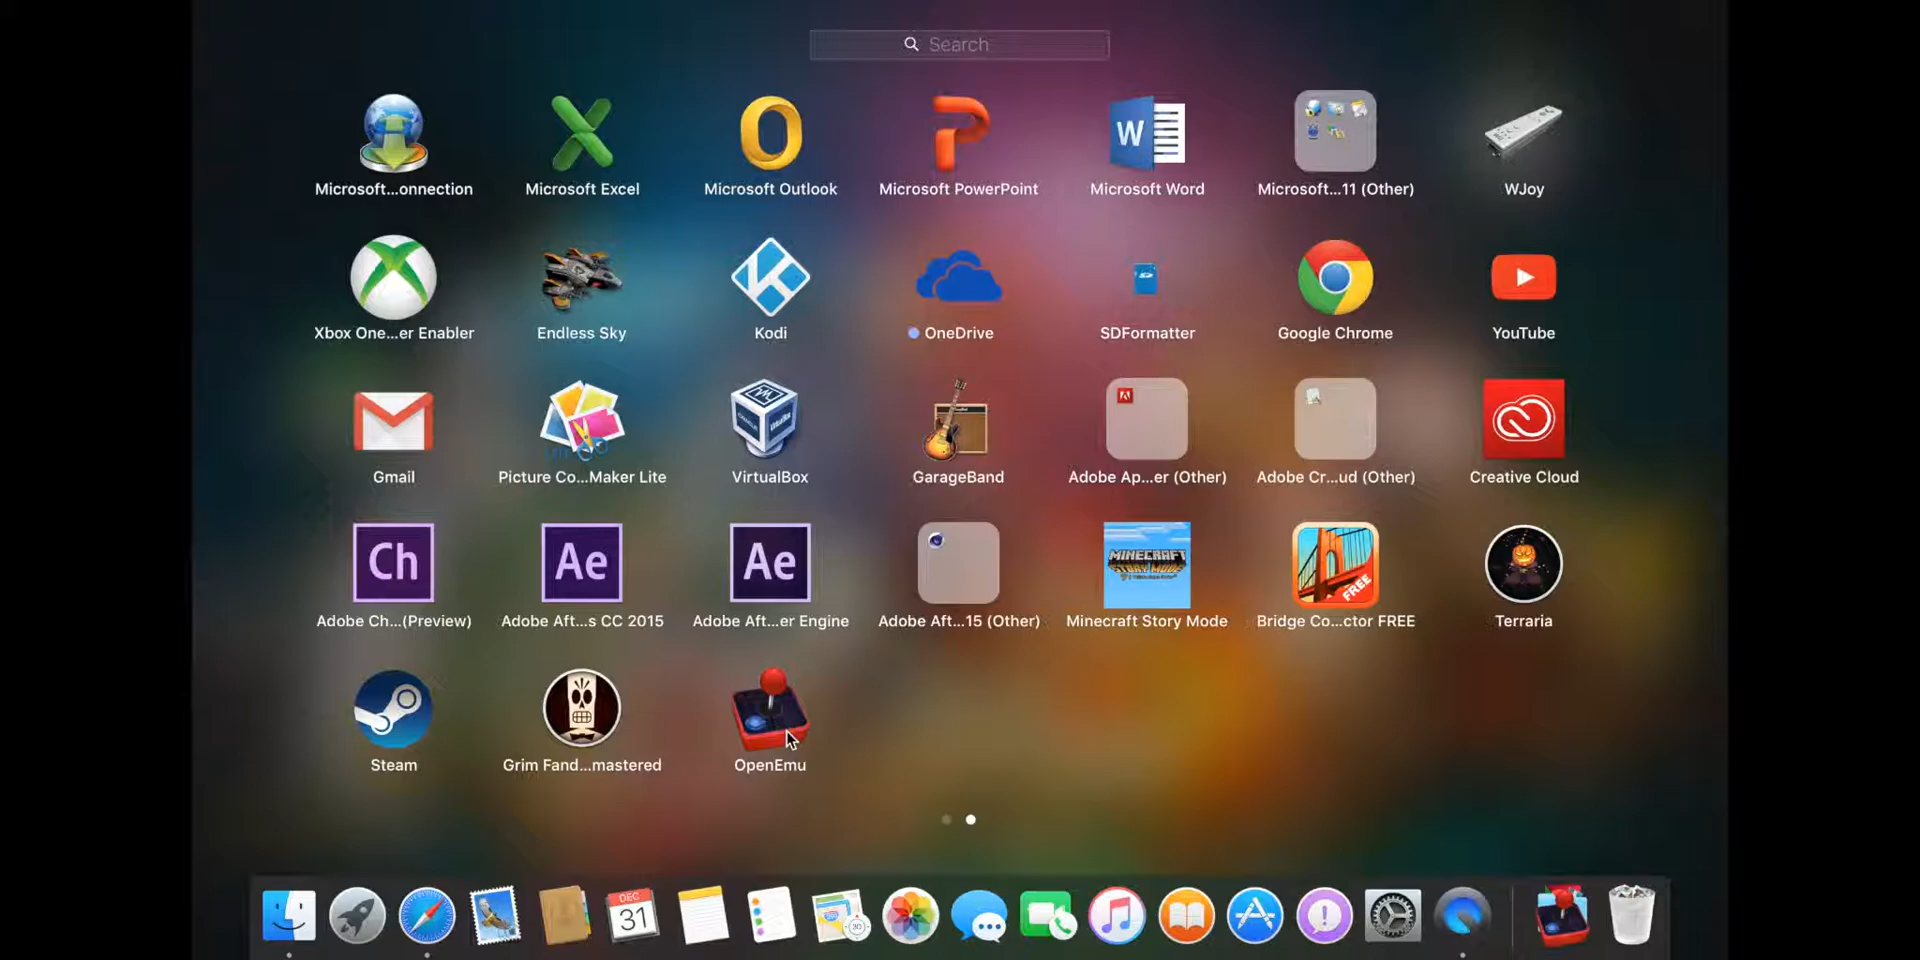 Search
Microsoft...onnection
Microsoft Excel
Microsoft Outlook
Microsoft PowerPoint
Microsoft Word
Microsoft...11 (Other)
WJoy
Xbox One...er Enabler
Endless Sky
Kodi
OneDrive
SDFormatter
Google Chrome
YouTube
Gmail
Picture Co...Maker Lite
VirtualBox
GarageBand
Adobe Ap...er (Other)
Adobe Cr...ud (Other)
Creative Cloud
Ch
Ae
Ae
MINECRAFT
STORY MODE
FREE
Adobe Ch...(Preview)
Adobe Aft...s CC 2015
Adobe Aft...er Engine
Adobe Aft...15 (Other)
Minecraft Story Mode
Bridge Co...ctor FREE
Terraria
Steam
Grim Fand...mastered
OpenEmu
DEC
31